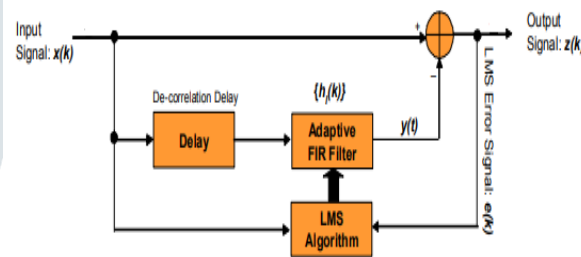 Input
Signal: x(k)
+
Output
Signal: z(k
De-correlation Delay
{hj(k)}
−
Delay
Adaptive
FIR Filter
y(t)
LMS Error Signal: e(k)
LMS
Algorithm